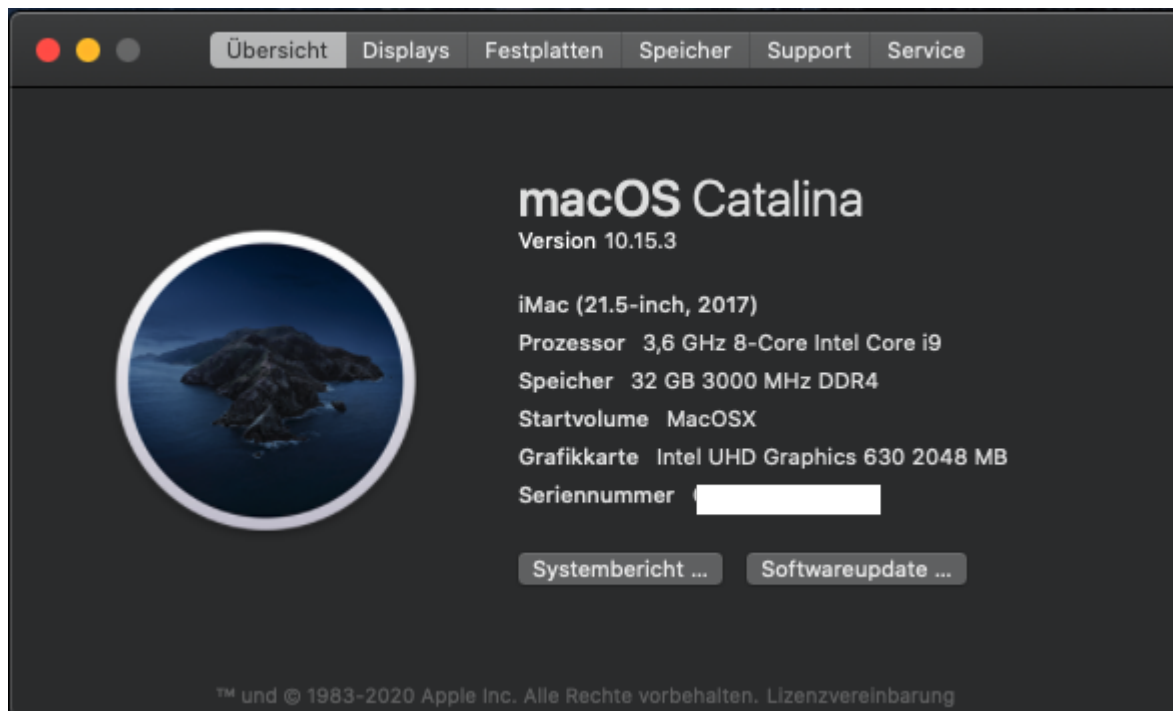 Übersicht Displays Festplatten Speicher Support Service
macOS Catalina
Version 10.15.3
iMac (21.5-inch, 2017)
Prozessor 3,6 GHz 8-Core Intel Core i9
Speicher 32 GB 3000 MHz DDR4
Startvolume MacOSX
Grafikkarte Intel UHD Graphics 630 2048 MB
Seriennummer
Systembericht ... Softwareupdate ...
™ und © 1983-2020 Apple Inc. Alle Rechte vorbehalten. Lizenzvereinbarung